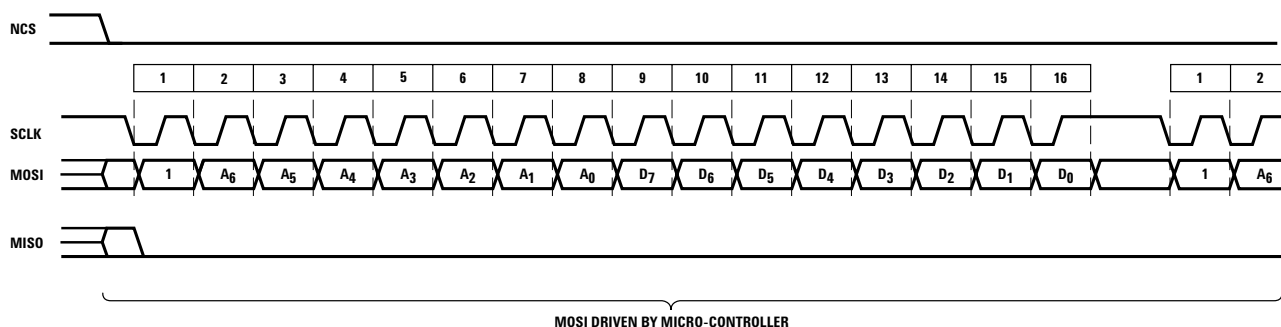 NCS
1 2 3 4 5 6 7 8 9 10 11 12 13 14 15 16 1 2
SCLK
MOSI 1 A6 A5 A4 A3 A2 A1 A0 D7 D6 D5 D4 D3 D2 D1 D0 1 A6
MISO
MOSI DRIVEN BY MICRO-CONTROLLER